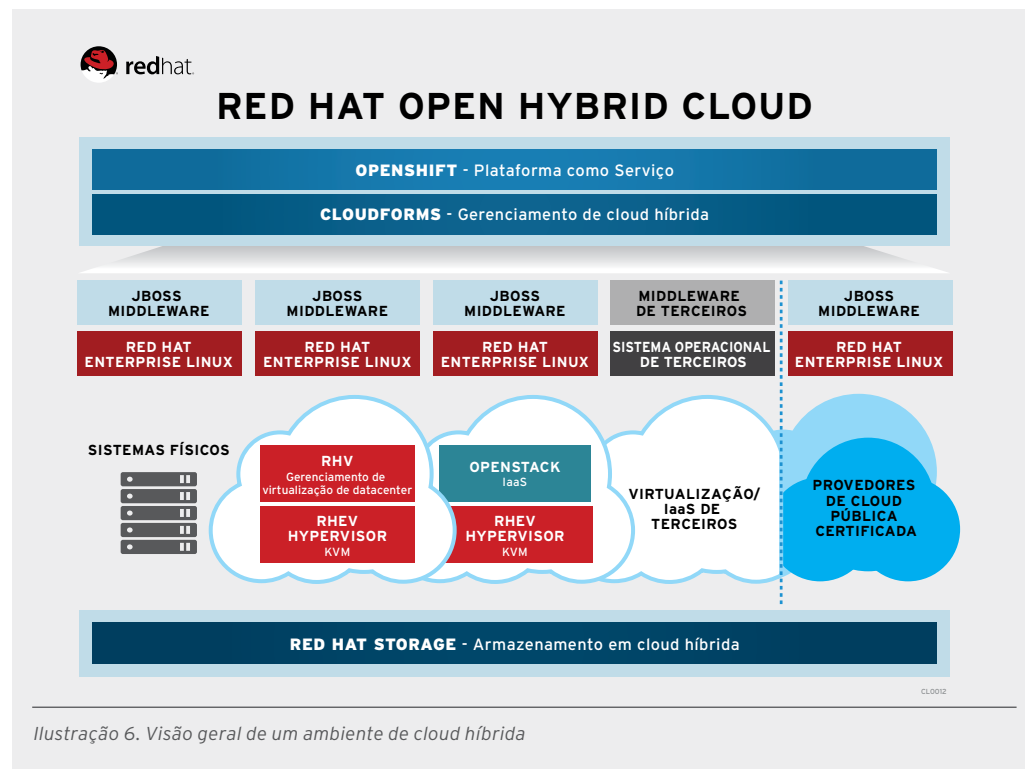 redhat.
RED HAT OPEN HYBRID CLOUD
OPENSHIFT - Plataforma como Serviço
CLOUDFORMS - Gerenciamento de cloud híbrida
JBOSS
MIDDLEWARE
JBOSS
MIDDLEWARE
JBOSS
MIDDLEWARE
MIDDLEWARE
DE TERCEIROS
JBOSS
MIDDLEWARE
RED HAT
ENTERPRISE LINUX
RED HAT
ENTERPRISE LINUX
RED HAT
ENTERPRISE LINUX
SISTEMA OPERACIONAL
DE TERCEIROS
RED HAT
ENTERPRISE LINUX
SISTEMAS FÍSICOS
RHV
Gerenciamento de
virtualização de datacenter
RHEV
HYPERVISOR
KVM
OPENSTACK
IaaS
RHEV
HYPERVISOR
KVM
VIRTUALIZAÇÃO/
IaaS DE
TERCEIROS
PROVEDORES
DE CLOUD
PÚBLICA
CERTIFICADA
RED HAT STORAGE - Armazenamento em cloud híbrida
CL0012
Ilustração 6. Visão geral de um ambiente de cloud híbrida